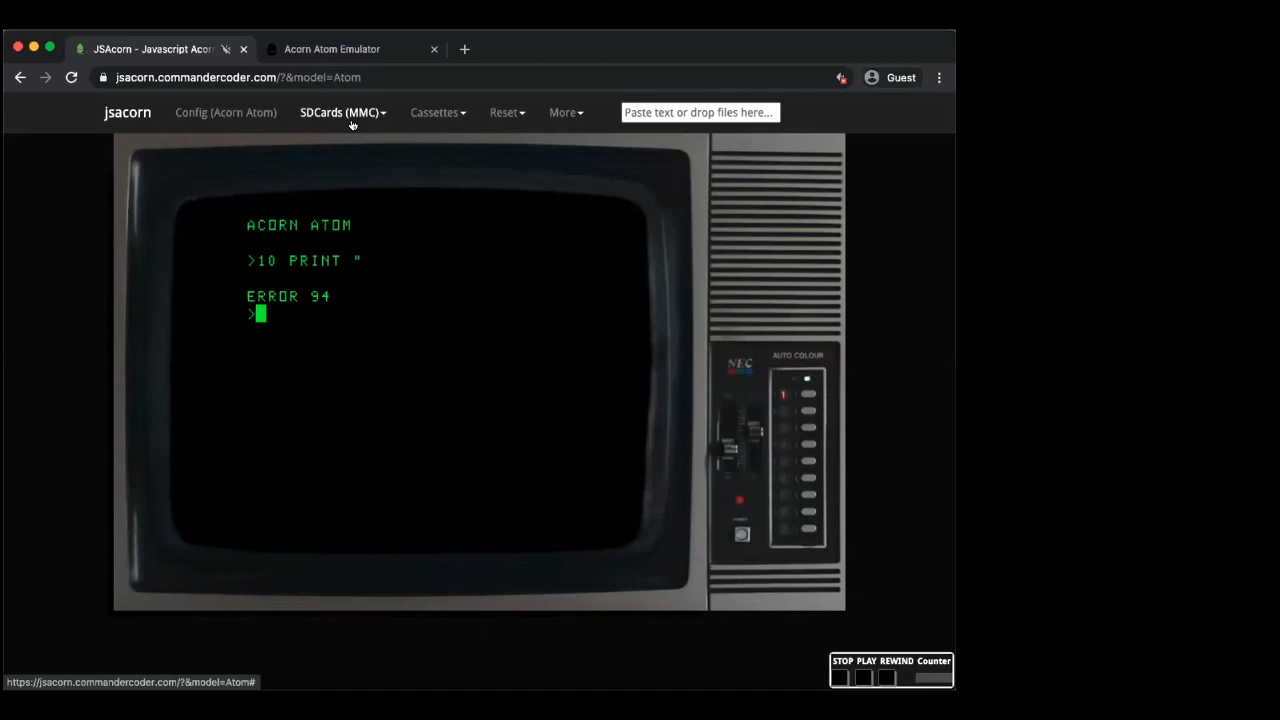 JSAcorn - Javascript Acor
Acorn Atom Emulator
jsacorn.commandercoder.com/?&model=Atom
Guest
jsacorn Config (Acorn Atom) SDCards (MMC) Cassettes Reset More Paste text or drop files here...
ACORN ATOM
>10 PRINT "
ERROR 94
>
NEC
AUTO COLOUR
1
POWER
STOP PLAY REWIND Counter
https://jsacorn.commandercoder.com/?&model=Atom#